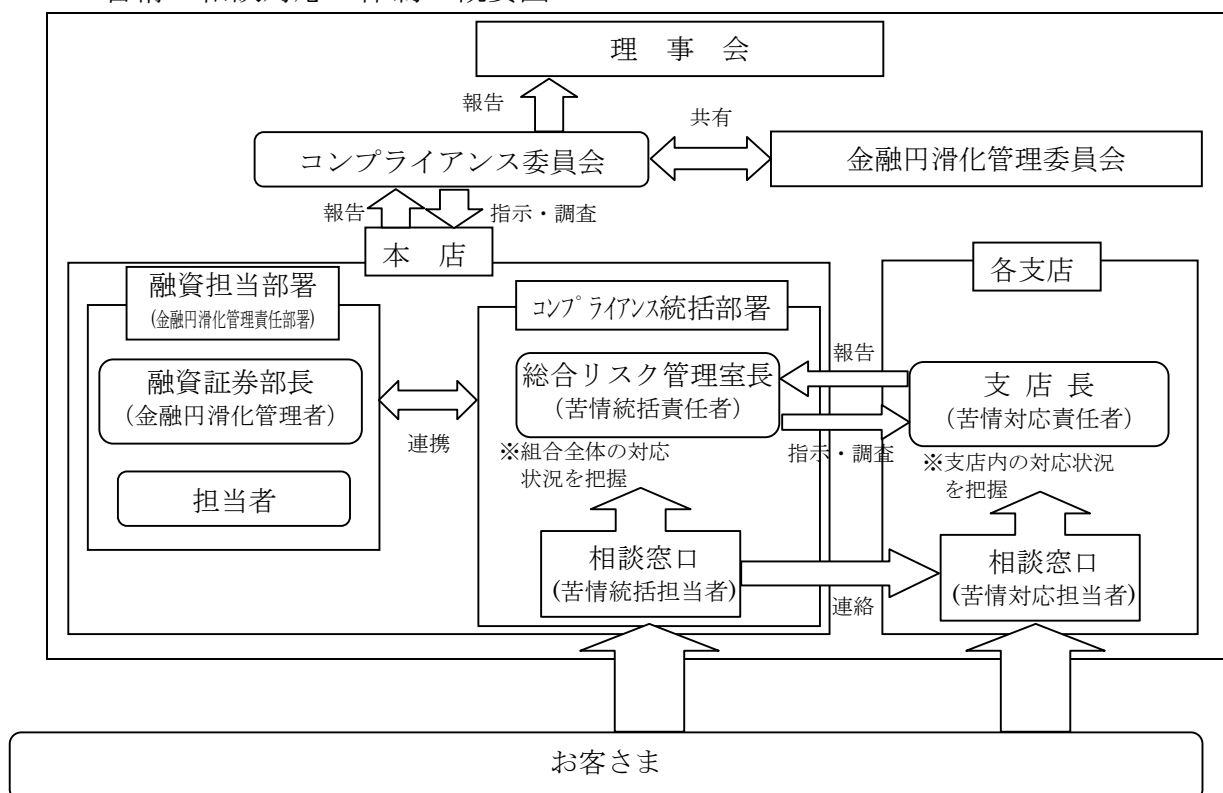 理 事 会
報告
共有
コンプライアンス委員会
金融円滑化管理委員会
報告
指示・調査
本 店
融資担当部署
(金融円滑化管理責任部署)
コンプライアンス統括部署
各支店
融資証券部長
(金融円滑化管理者)
連携
担当者
総合リスク管理室長
(苦情統括責任者)
※組合全体の対応
状況を把握
報告
指示・調査
支 店 長
(苦情対応責任者)
※支店内の対応状況
を把握
相談窓口
(苦情統括担当者)
連絡
相談窓口
(苦情対応担当者)
お客さま